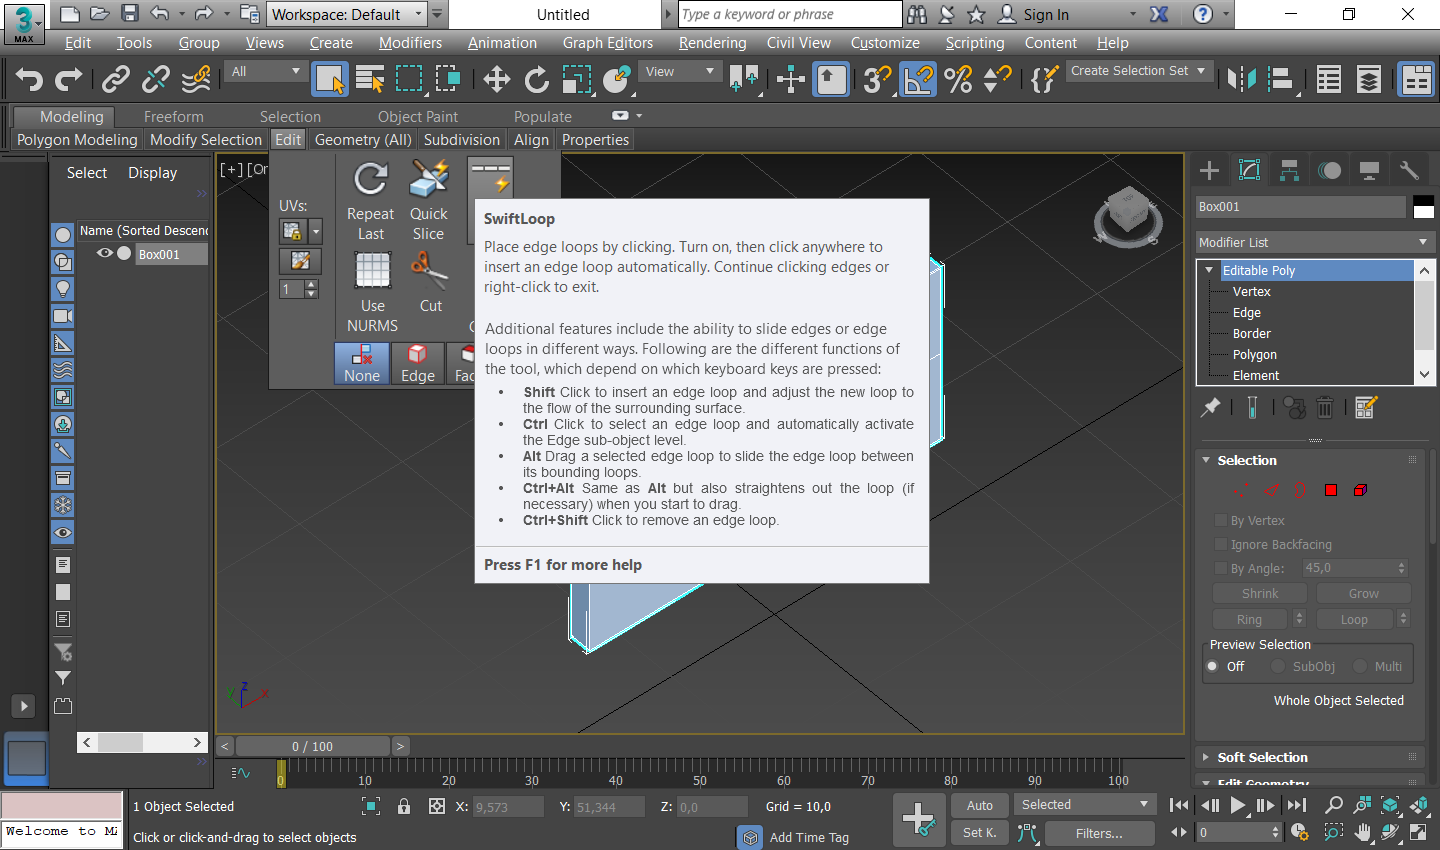 Workspace: Default
Untitled
Type a keyword or phrase
Sign In
?
3
MAX
Edit Tools Group Views Create Modifiers Animation Graph Editors Rendering Civil View Customize Scripting Content Help
All
View
3
Create Selection Set
Modeling Freeform Selection Object Paint Populate
Polygon Modeling Modify Selection Edit Geometry (All) Subdivision Align Properties
Select Display
Name (Sorted Descend
Box001
[+] [Or
UVs:
1
Repeat Last
Quick Slice
Use NURMS
Cut
None Edge Fac
SwiftLoop
Place edge loops by clicking. Turn on, then click anywhere to
insert an edge loop automatically. Continue clicking edges or
right-click to exit.
Additional features include the ability to slide edges or edge
loops in different ways. Following are the different functions of
the tool, which depend on which keyboard keys are pressed:
• Shift Click to insert an edge loop and adjust the new loop to
the flow of the surrounding surface.
• Ctrl Click to select an edge loop and automatically activate
the Edge sub-object level.
• Alt Drag a selected edge loop to slide the edge loop between
its bounding loops.
• Ctrl+Alt Same as Alt but also straightens out the loop (if
necessary) when you start to drag.
• Ctrl+Shift Click to remove an edge loop.
Press F1 for more help
Box001
Modifier List
Editable Poly
Vertex
Edge
Border
Polygon
Element
Selection
By Vertex
Ignore Backfacing
By Angle: 45,0
Shrink Grow
Ring Loop
Preview Selection
Off SubObj Multi
Whole Object Selected
Soft Selection
Edit Geometry
z
x
y
< 0 / 100 >
0 10 20 30 40 50 60 70 80 90 100
Welcome to MA
1 Object Selected
X: 9,573 Y: 51,344 Z: 0,0 Grid = 10,0
Click or click-and-drag to select objects
Add Time Tag
Auto Selected
Set K. Filters...
0